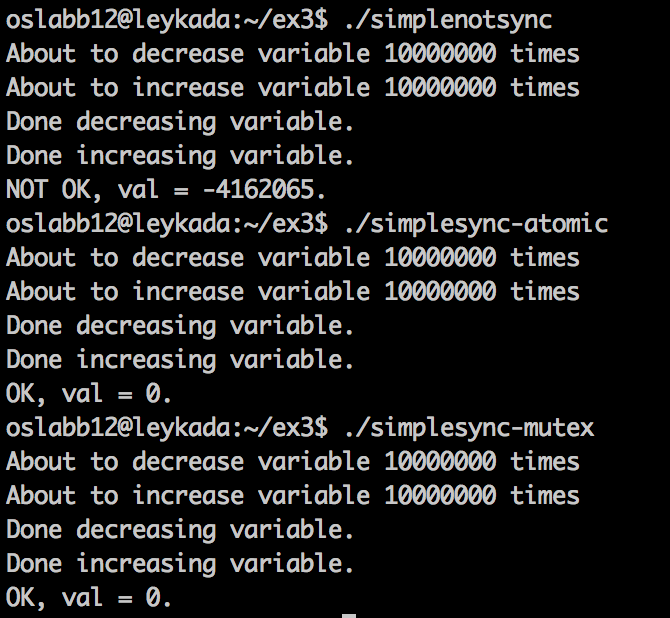 oslabb12@leykada:~/ex3$ ./simplenotsync
About to decrease variable 10000000 times
About to increase variable 10000000 times
Done decreasing variable.
Done increasing variable.
NOT OK, val = -4162065.
oslabb12@leykada:~/ex3$ ./simplesync-atomic
About to decrease variable 10000000 times
About to increase variable 10000000 times
Done decreasing variable.
Done increasing variable.
OK, val = 0.
oslabb12@leykada:~/ex3$ ./simplesync-mutex
About to decrease variable 10000000 times
About to increase variable 10000000 times
Done decreasing variable.
Done increasing variable.
OK, val = 0.